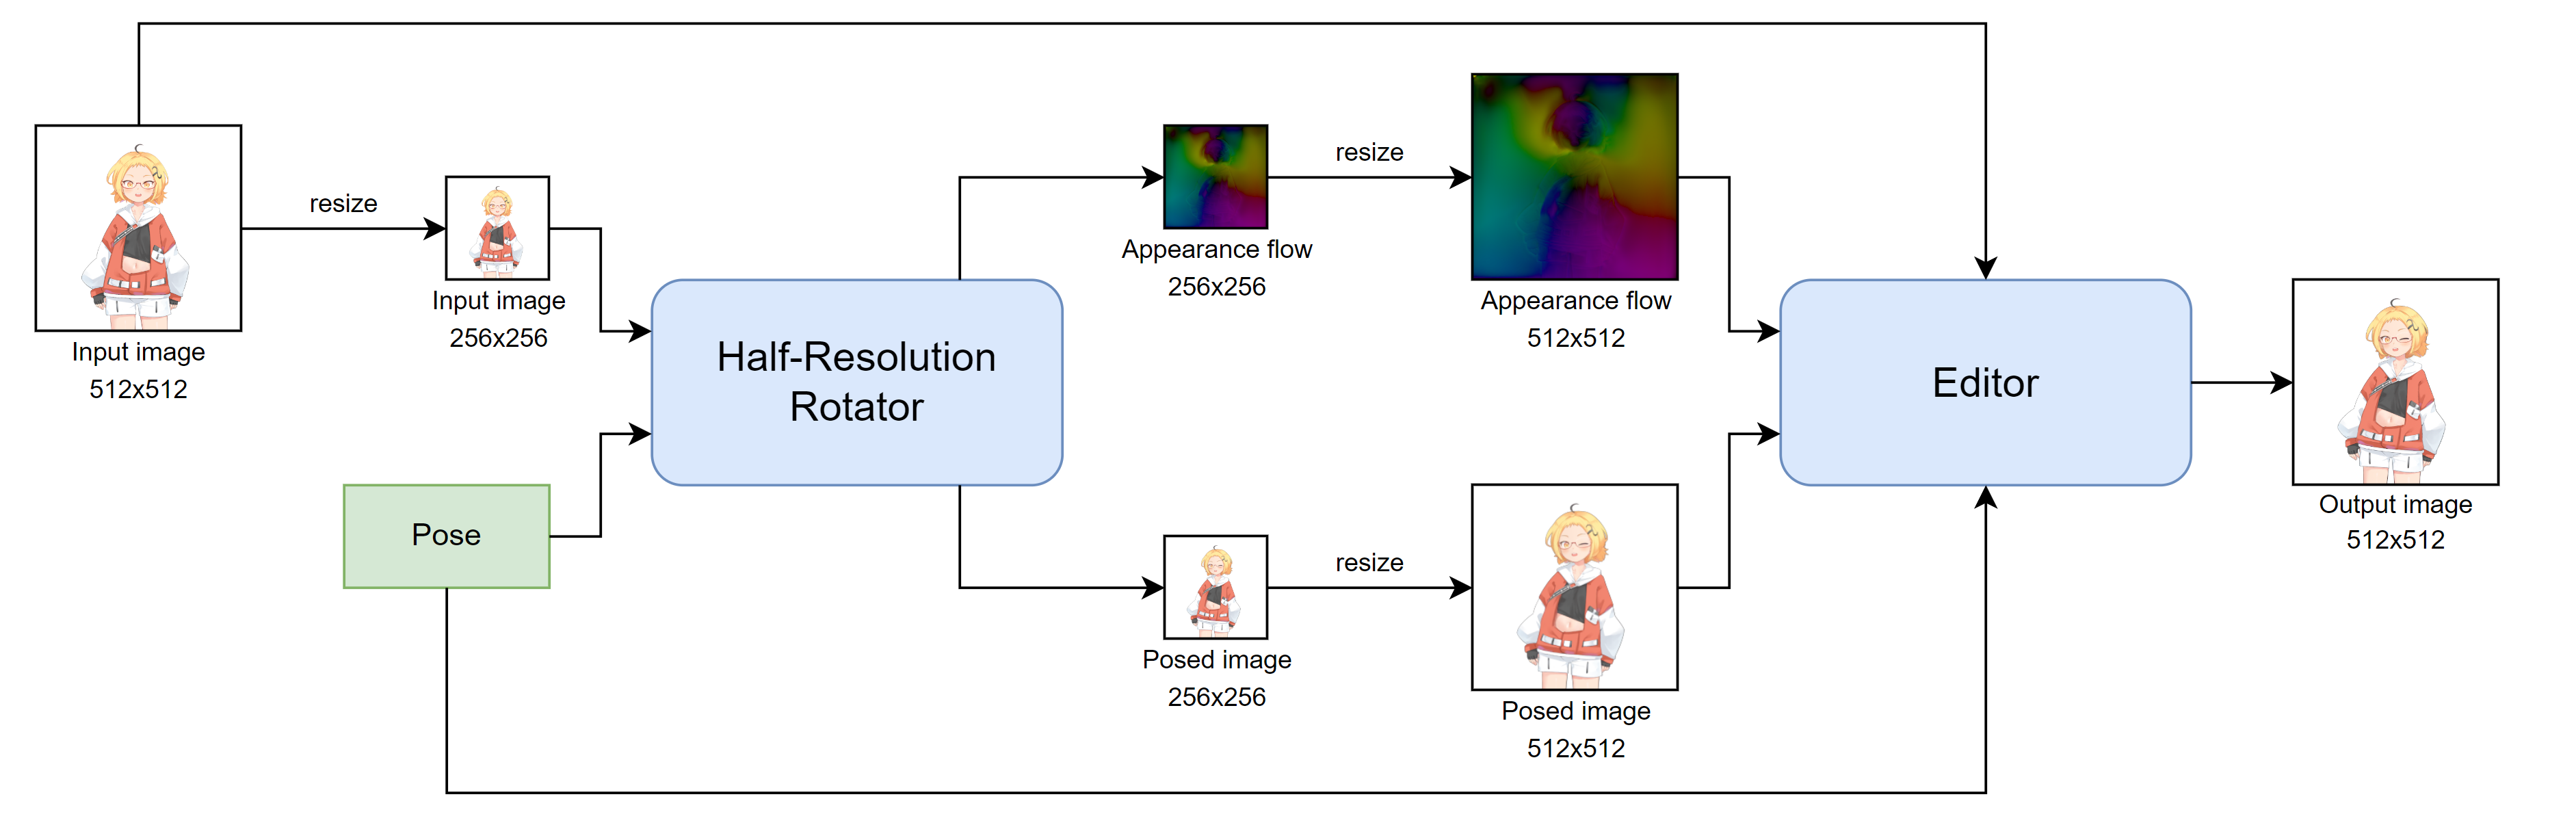 Input image
512x512
resize
Input image
256x256
Pose
Half-Resolution
Rotator
Appearance flow
256x256
resize
Appearance flow
512x512
Posed image
256x256
resize
Posed image
512x512
Editor
Output image
512x512